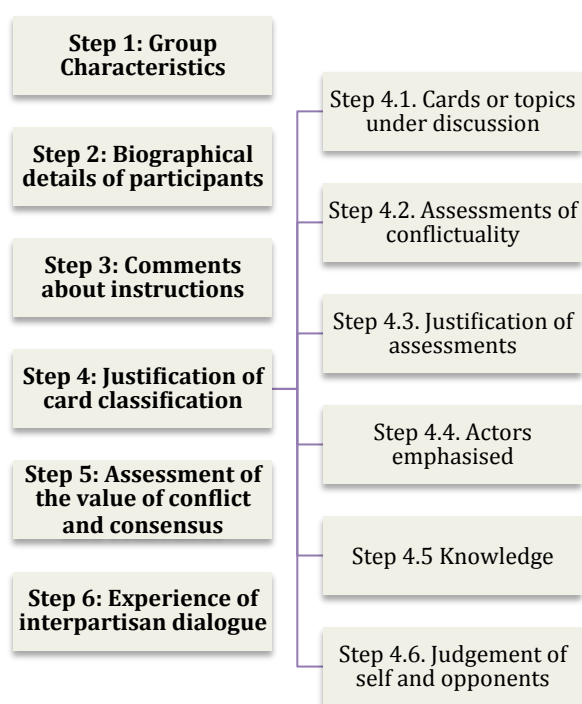 Step 1: Group
Characteristics
Step 2: Biographical
details of participants
Step 3: Comments
about instructions
Step 4: Justification of
card classification
Step 5: Assessment of
the value of conflict
and consensus
Step 6: Experience of
interpartisan dialogue
Step 4.1. Cards or topics
under discussion
Step 4.2. Assessments of
conflictuality
Step 4.3. Justification of
assessments
Step 4.4. Actors
emphasised
Step 4.5 Knowledge
Step 4.6. Judgement of
self and opponents